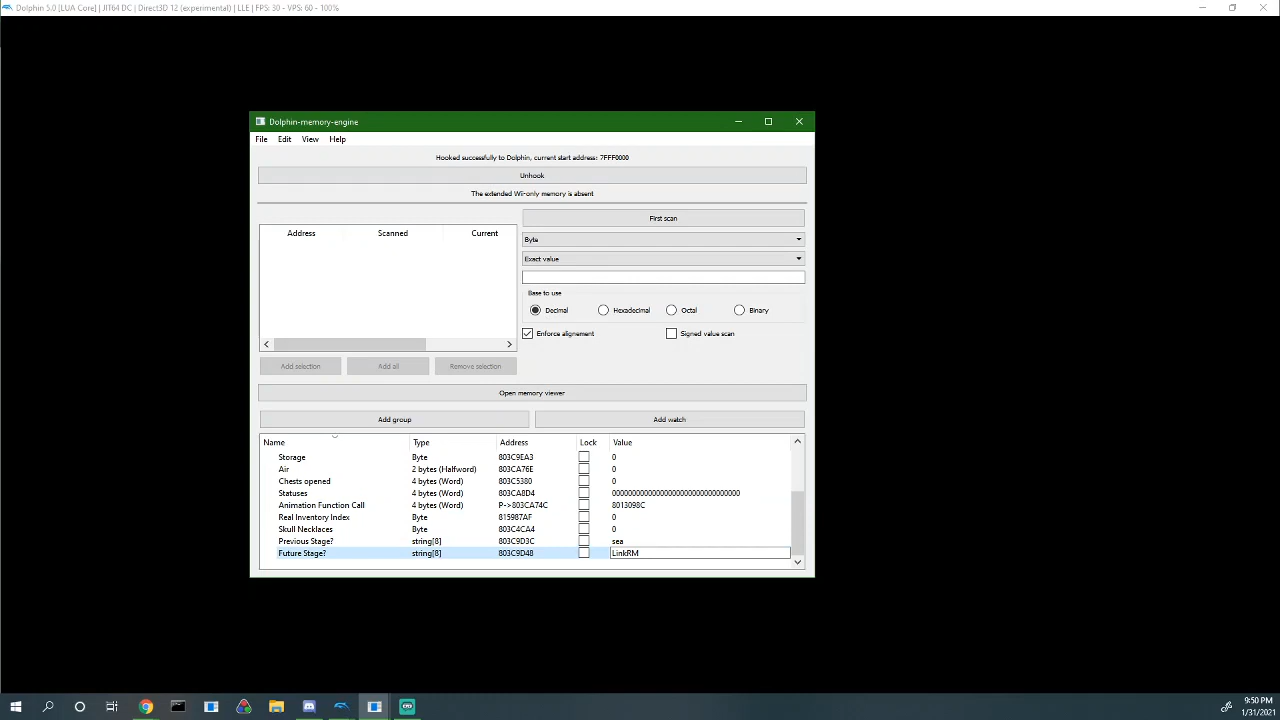 Dolphin 5.0 [LUA Core] | JIT64 DC | Direct3D 12 (experimental) | LLE | FPS: 30 - VPS: 60 - 100%
Dolphin-memory-engine
File Edit View Help
Hooked successfully to Dolphin, current start address: 7FFF0000
Unhook
The extended Wii-only memory is absent
First scan
Address Scanned Current
Byte
Exact value
Base to use
Decimal Hexadecimal Octal Binary
Enforce alignement Signed value scan
Add selection Add all Remove selection
Open memory viewer
Add group Add watch
Name Type Address Lock Value
Storage Byte 803C9EA3 0
Air 2 bytes (Halfword) 803CA76E 0
Chests opened 4 bytes (Word) 803C5380 0
Statuses 4 bytes (Word) 803CA8D4 00000000000000000000000000000000
Animation Function Call 4 bytes (Word) P->803CA74C 8013098C
Real Inventory Index Byte 815987AF 0
Skull Necklaces Byte 803C4CA4 0
Previous Stage? string[8] 803C9D3C sea
Future Stage? string[8] 803C9D48 LinkRM
9:50 PM
1/31/2021